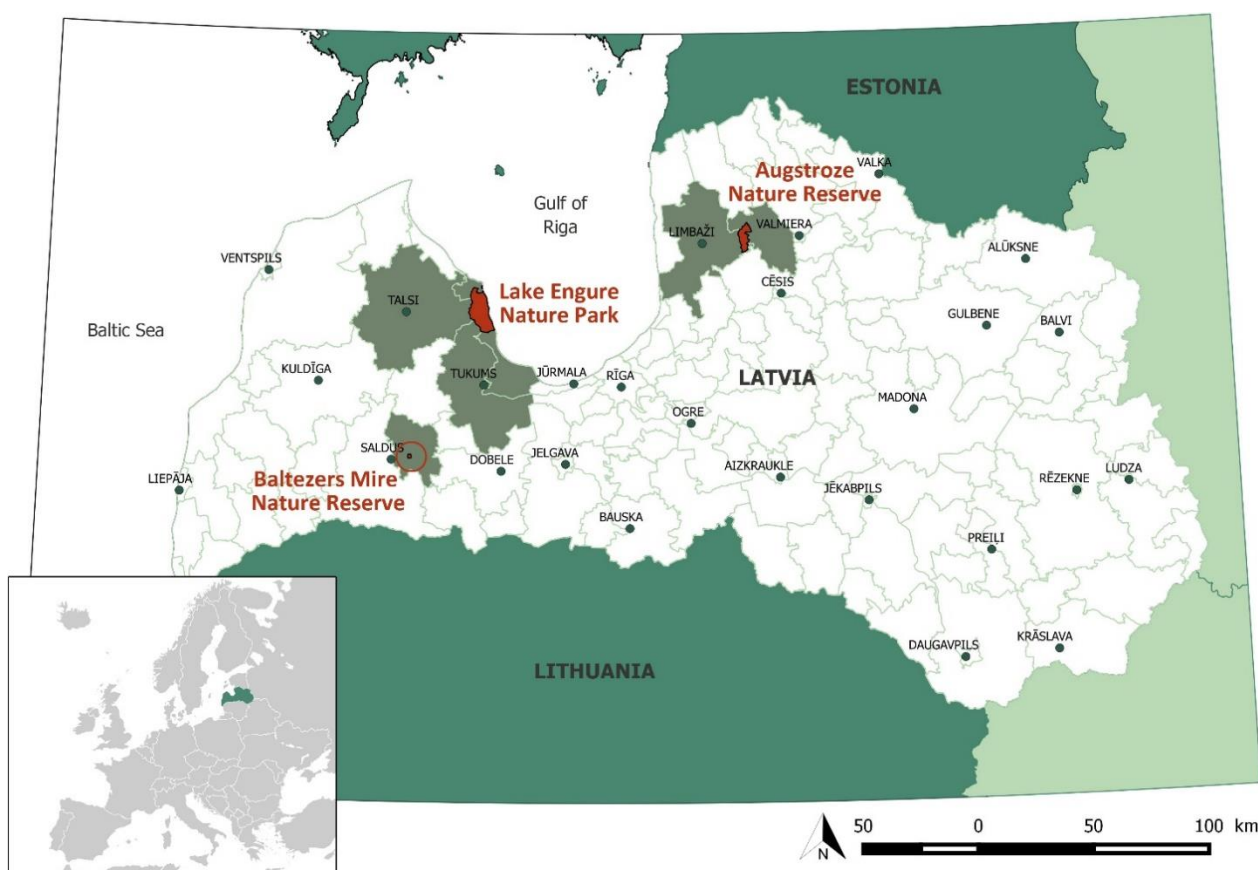 ESTONIA
VALKA
Augstroze
Nature Reserve
Gulf of
Riga
LIMBAŽI
VALMIERA
ALŪKSNE
VENTSPILS
CĒSIS
TALSI
Lake Engure
Nature Park
GULBENE
BALVI
Baltic Sea
KULDĪGA
TUKUMS
JŪRMALA
RĪGA
LATVIA
MADONA
OGRE
SALDUS
DOBELE
JELGAVA
AIZKRAUKLE
JĒKABPILS
RĒZEKNE
LUDZA
LIEPĀJA
Baltezers Mire
Nature Reserve
BAUSKA
PREIĻI
DAUGAVPILS
KRĀSLAVA
LITHUANIA
N
50 0 50 100 km